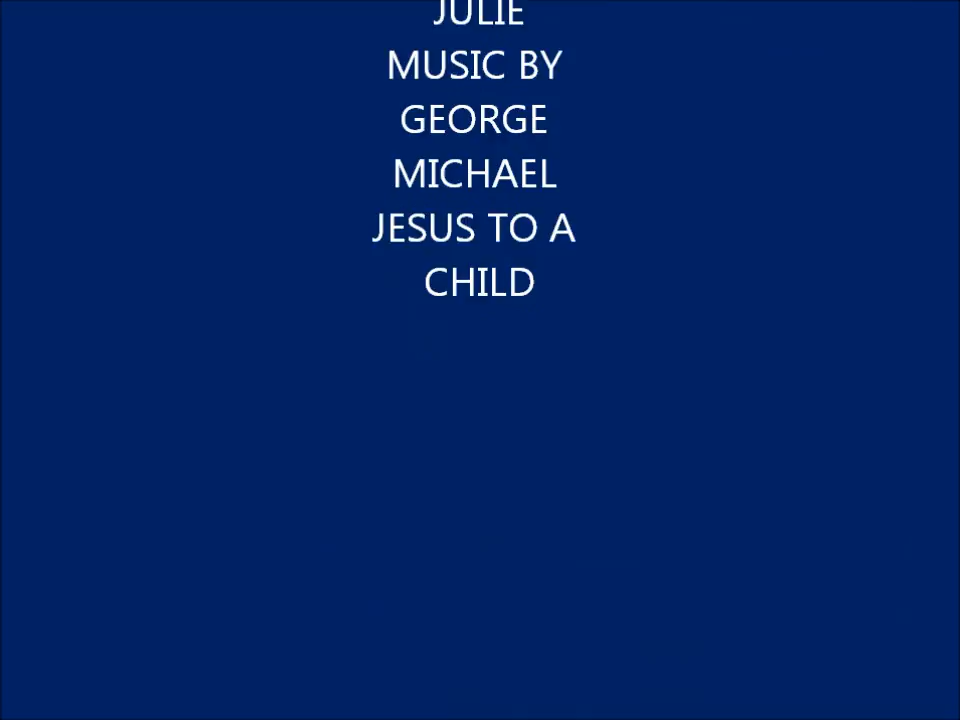 JULIE
MUSIC BY
GEORGE
MICHAEL
JESUS TO A
CHILD